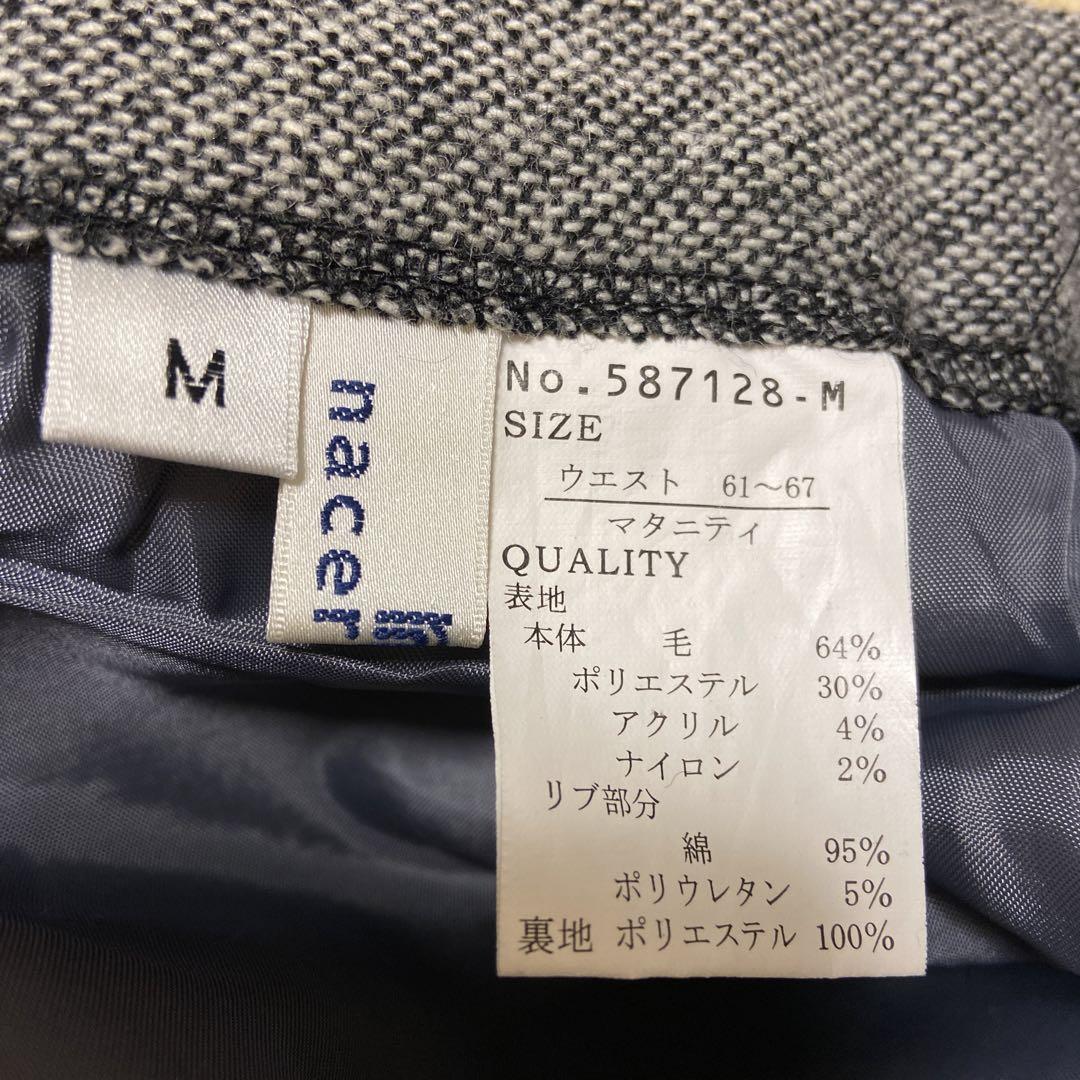 M
nacer
No.587128-M
SIZE
ウエスト 61～67
マタニティ
QUALITY
表地
本体 毛 64%
ポリエステル 30%
アクリル 4%
ナイロン 2%
リブ部分
綿 95%
ポリウレタン 5%
裏地 ポリエステル 100%